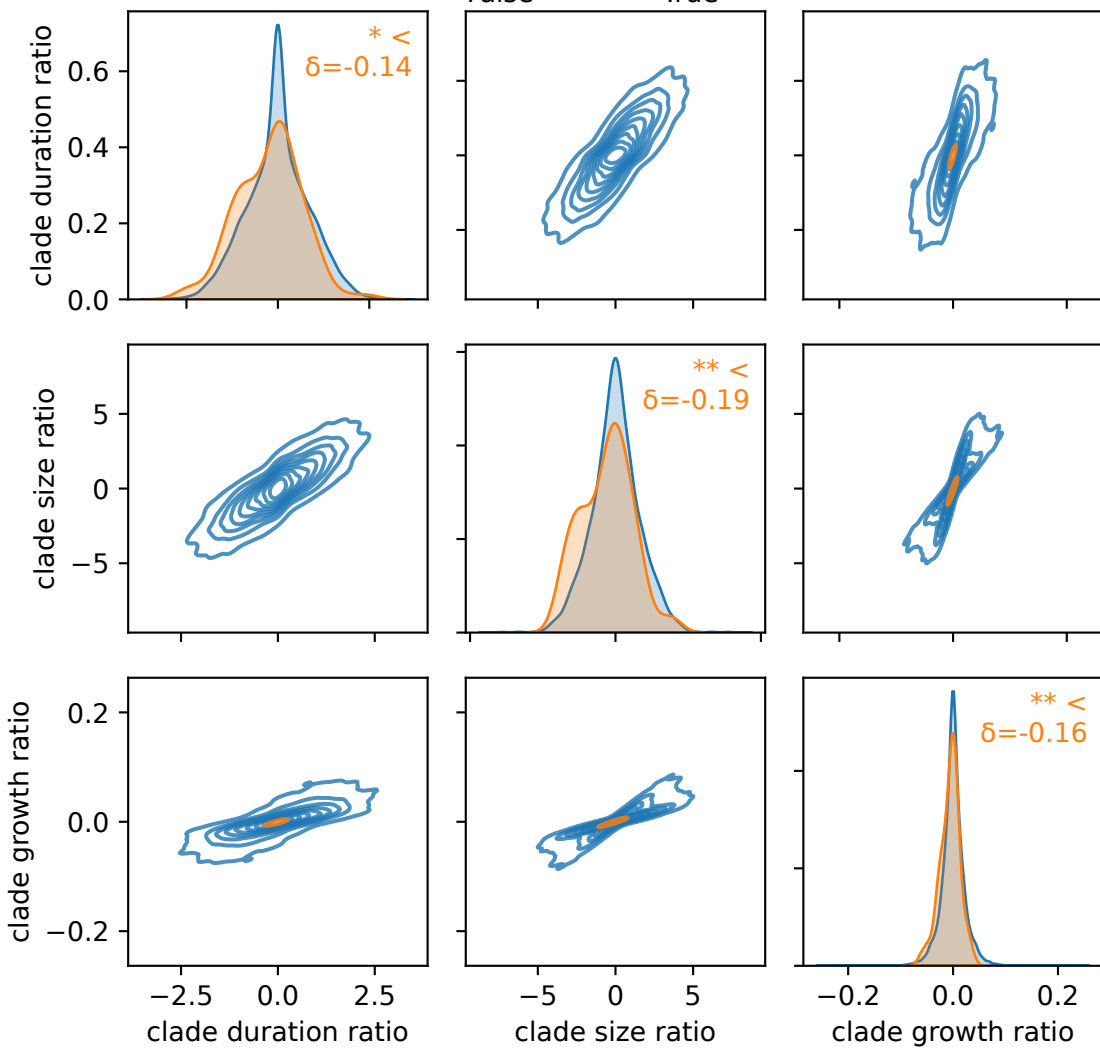 clade duration ratio
0.6
0.4
0.2
0.0
* <
δ=-0.14
clade size ratio
5
0
−5
** <
δ=-0.19
clade growth ratio
0.2
0.0
−0.2
** <
δ=-0.16
−2.5 0.0 2.5
−5 0 5
−0.2 0.0 0.2
clade duration ratio
clade size ratio
clade growth ratio